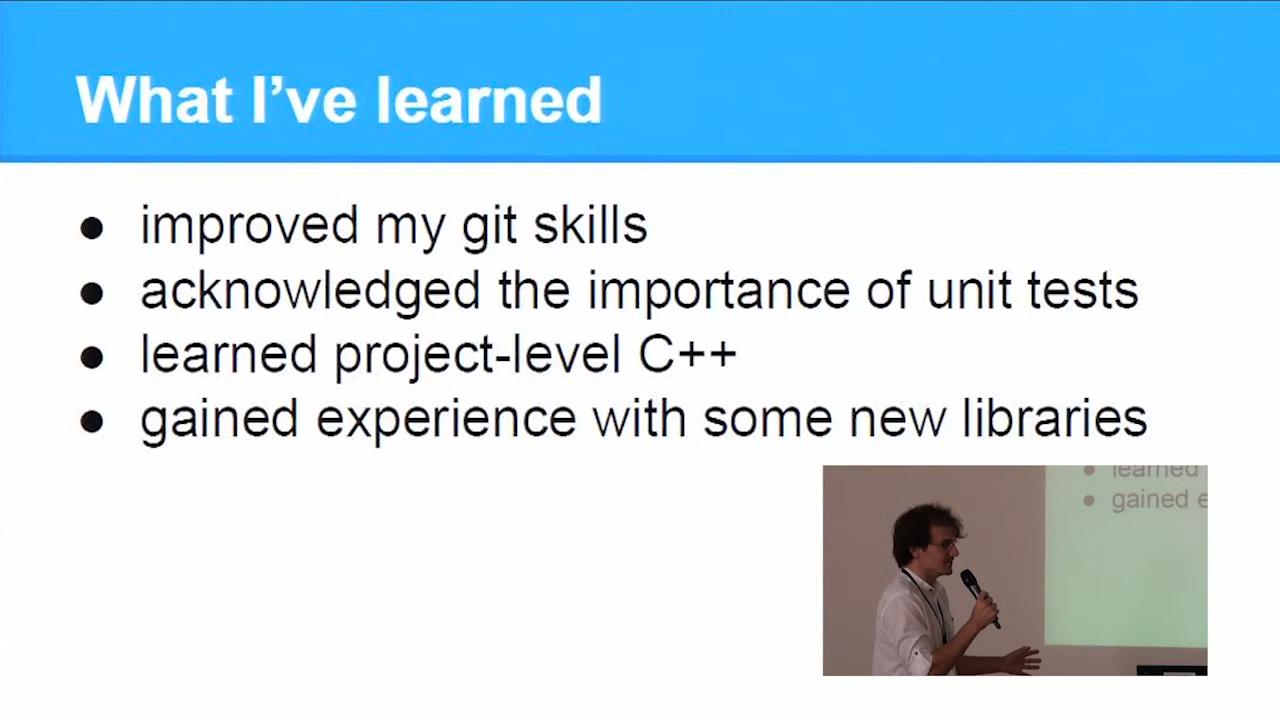 What I’ve learned
● improved my git skills
● acknowledged the importance of unit tests
● learned project-level C++
● gained experience with some new libraries
● learned
● gained e